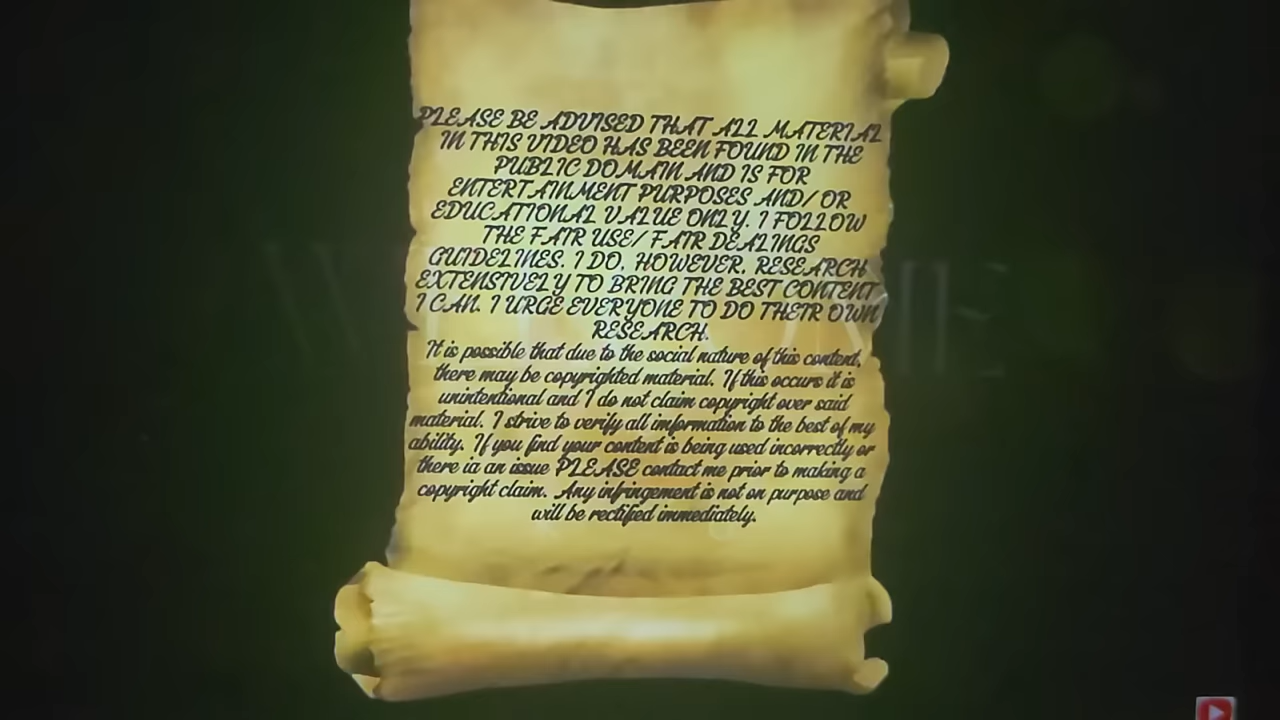 PLEASE BE ADVISED THAT ALL MATERIAL
IN THIS VIDEO HAS BEEN FOUND IN THE
PUBLIC DOMAIN AND IS FOR
ENTERTAINMENT PURPOSES AND/ OR
EDUCATIONAL VALUE ONLY. I FOLLOW
THE FAIR USE/ FAIR DEALINGS
GUIDELINES. I DO, HOWEVER, RESEARCH
EXTENSIVELY TO BRING THE BEST CONTENT
I CAN. I URGE EVERYONE TO DO THEIR OWN
RESEARCH.
It is possible that due to the social nature of this content,
there may be copyrighted material. If this occurs it is
unintentional and I do not claim copyright over said
material. I strive to verify all imformation to the best of my
ability. If you find your content is being used incorrectly or
there ia an issue PLEASE contact me prior to making a
copyright claim. Any infringement is not on purpose and
will be rectified immediately.